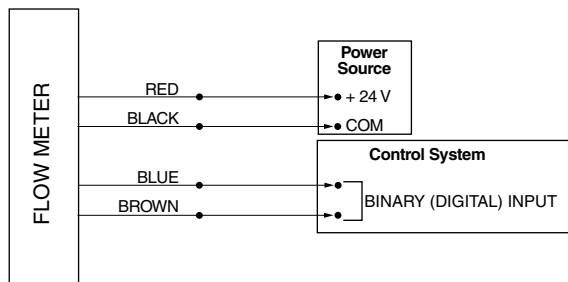 FLOW METER
RED
BLACK
BLUE
BROWN
Power
Source
+ 24 V
COM
Control System
BINARY (DIGITAL) INPUT